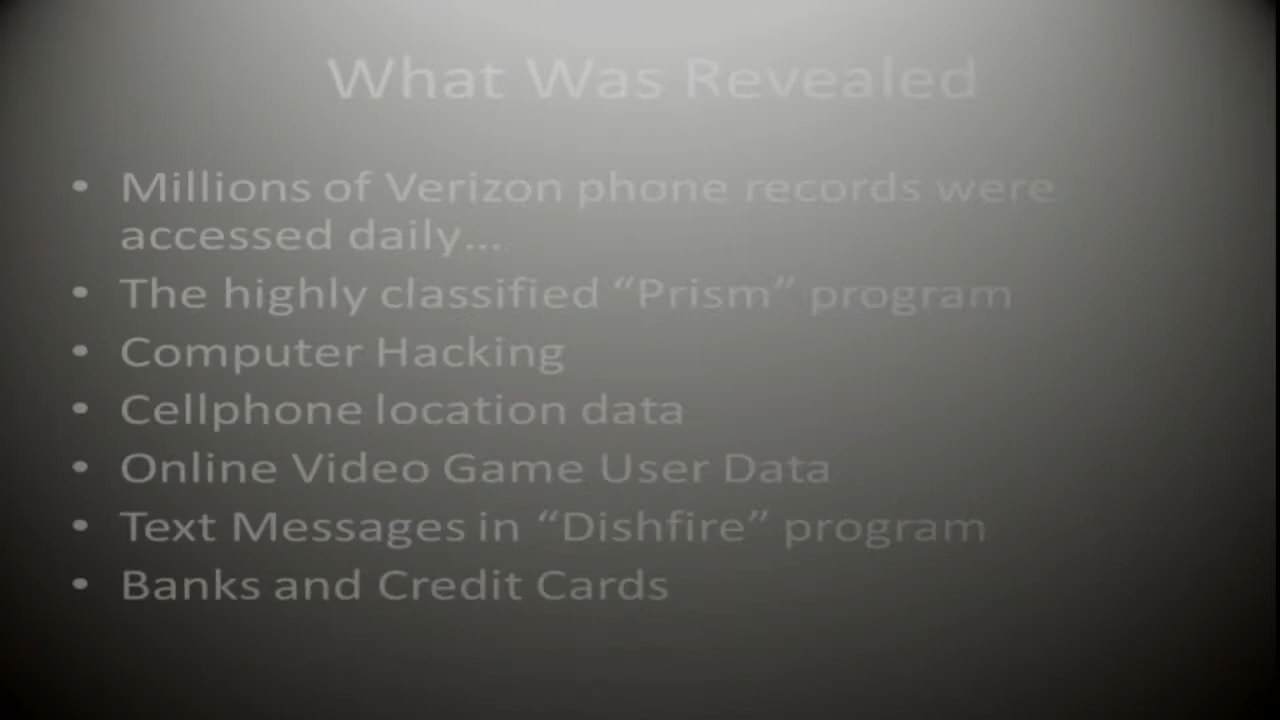 What Was Revealed
• Millions of Verizon phone records were
accessed daily...
• The highly classified “Prism” program
• Computer Hacking
• Cellphone location data
• Online Video Game User Data
• Text Messages in “Dishfire” program
• Banks and Credit Cards